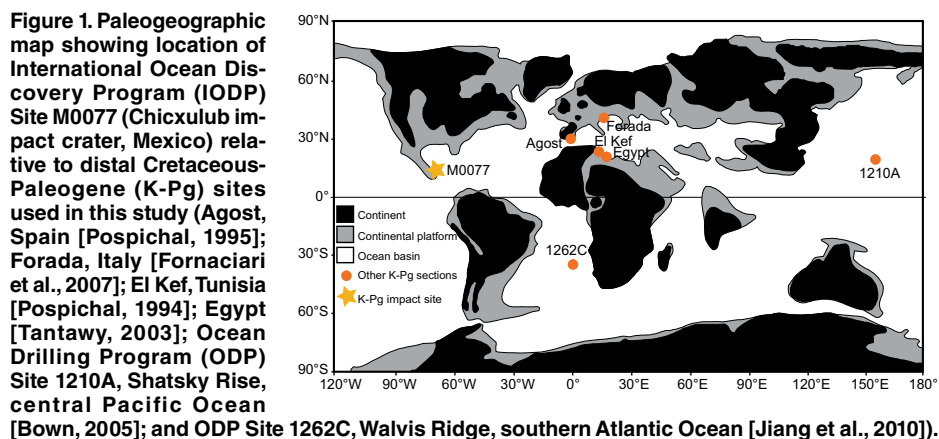 Figure 1. Paleogeographic
map showing location of
International Ocean Dis-
covery Program (IODP)
Site M0077 (Chicxulub im-
pact crater, Mexico) rela-
tive to distal Cretaceous-
Paleogene (K-Pg) sites
used in this study (Agost,
Spain [Pospichal, 1995];
Forada, Italy [Fornaciari
et al., 2007]; El Kef, Tunisia
[Pospichal, 1994]; Egypt
[Tantawy, 2003]; Ocean
Drilling Program (ODP)
Site 1210A, Shatsky Rise,
central Pacific Ocean
[Bown, 2005]; and ODP Site 1262C, Walvis Ridge, southern Atlantic Ocean [Jiang et al., 2010]).
90°N
60°N
30°N
0°
30°S
60°S
90°S
Forada
Agost
El Kef
Egypt
M0077
1210A
1262C
Continent
Continental platform
Ocean basin
Other K-Pg sections
K-Pg impact site
120°W 90°W 60°W 30°W 0° 30°E 60°E 90°E 120°E 150°E 180°